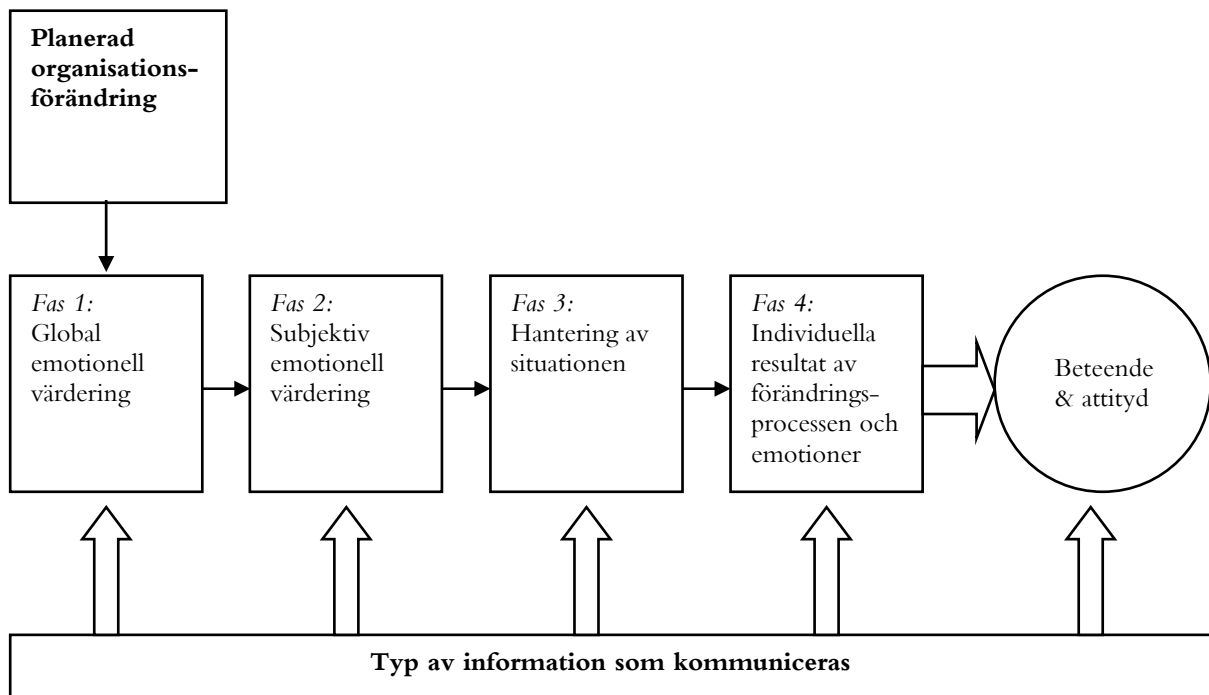 Planerad
organisations-
förändring
Fas 1:
Global
emotionell
värdering
Fas 2:
Subjektiv
emotionell
värdering
Fas 3:
Hantering av
situationen
Fas 4:
Individuella
resultat av
förändrings-
processen och
emotioner
Beteende
& attityd
Typ av information som kommuniceras